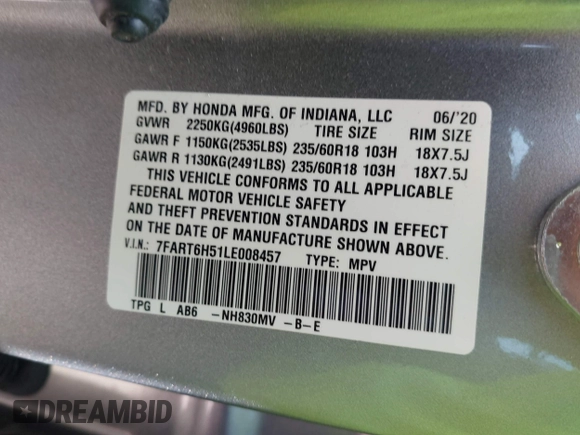 MFD. BY HONDA MFG. OF INDIANA, LLC 06/'20
GVWR 2250KG(4960LBS) TIRE SIZE RIM SIZE
GAWR F 1150KG(2535LBS) 235/60R18 103H 18X7.5J
GAWR R 1130KG(2491LBS) 235/60R18 103H 18X7.5J
THIS VEHICLE CONFORMS TO ALL APPLICABLE
FEDERAL MOTOR VEHICLE SAFETY
AND THEFT PREVENTION STANDARDS IN EFFECT
ON THE DATE OF MANUFACTURE SHOWN ABOVE.
V.I.N.: 7FART6H51LE008457 TYPE: MPV
TPG L AB6 -NH830MV -B-E
DREAMBID